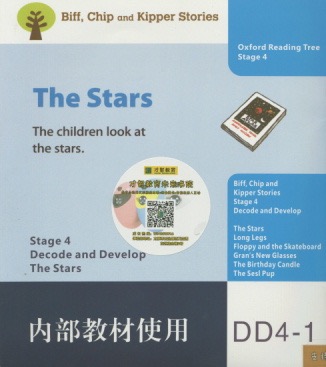 Biff, Chip and Kipper Stories
Oxford Reading Tree
Stage 4
The Stars
The children look at
the stars.
Biff, Chip and
Kipper Stories
Stage 4
Decode and Develop
The Stars
Long Legs
Floppy and the Skateboard
Gran's New Glasses
The Birthday Candle
The Seal Pup
Stage 4
Decode and Develop
The Stars
内部教材使用
DD4-1